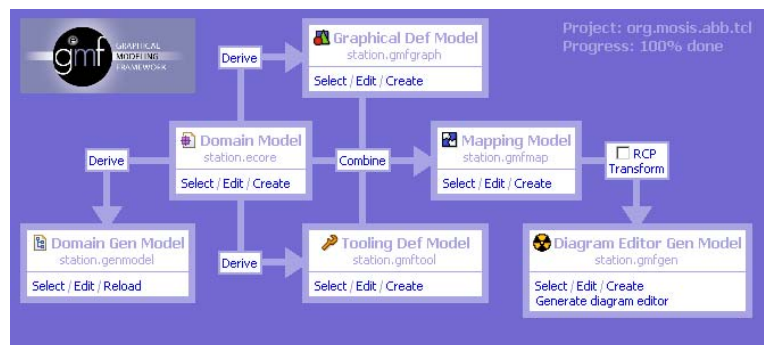 gmf
GRAPHICAL
MODELING
FRAMEWORK
Project: org.mosis.abb.tcl
Progress: 100% done
Graphical Def Model
station.gmfgraph
Select / Edit / Create
Derive
Domain Model
station.ecore
Select / Edit / Create
Derive
Combine
Mapping Model
station.gmfmap
Select / Edit / Create
RCP
Transform
Domain Gen Model
station.genmodel
Select / Edit / Reload
Derive
Tooling Def Model
station.gmftool
Select / Edit / Create
Diagram Editor Gen Model
station.gmfgen
Select / Edit / Create
Generate diagram editor